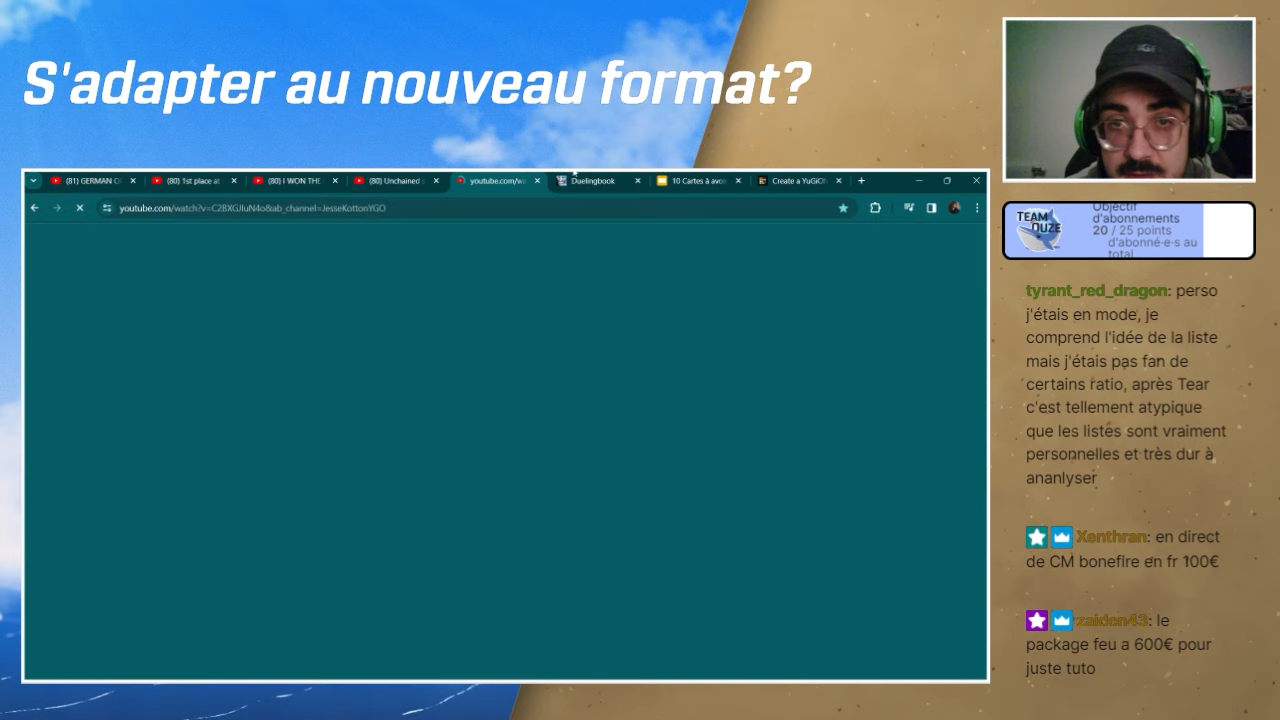 S'adapter au nouveau format?
(81) GERMAN C
(80) 1st place at
(80) I WON THE
(80) Unchained
youtube.com/wa
Duelingbook
10 Cartes à avo
Create a YuGiO
youtube.com/watch?v=C2BXGJIuN4o&ab_channel=JesseKottonYGO
TEAM
OUZE
Objectif
d'abonnements
20 / 25 points
d'abonné·e·s au
total
tyrant_red_dragon: perso
j'étais en mode, je
comprend l'idée de la liste
mais j'étais pas fan de
certains ratio, après Tear
c'est tellement atypique
que les listes sont vraiment
personnelles et très dur à
ananlyser
Xenthran: en direct
de CM bonefire en fr 100€
zaidon43: le
package feu a 600€ pour
juste tuto